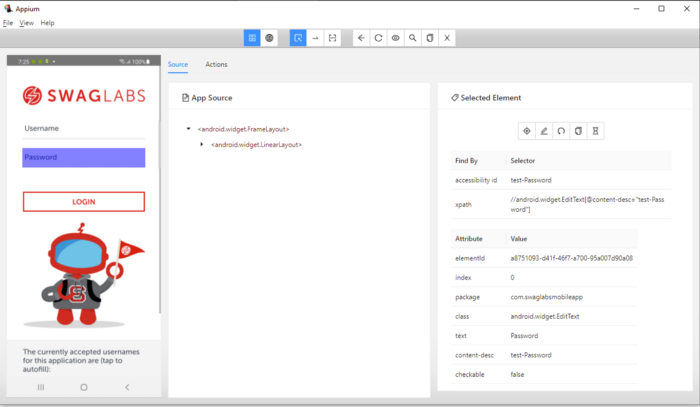 Appium
File View Help
7:25
100%
SWAGLABS
Username
Password
LOGIN
The currently accepted usernames
for this application are (tap to
autofill):
Source Actions
App Source
<android.widget.FrameLayout>
<android.widget.LinearLayout>
Selected Element
Find By Selector
accessibility id test-Password
xpath //android.widget.EditText[@content-desc="test-Pas
sword"]
Attribute Value
elementId a8751093-d41f-46f7-a700-95a007d90a08
index 0
package com.swaglabsmobileapp
class android.widget.EditText
text Password
content-desc test-Password
checkable false